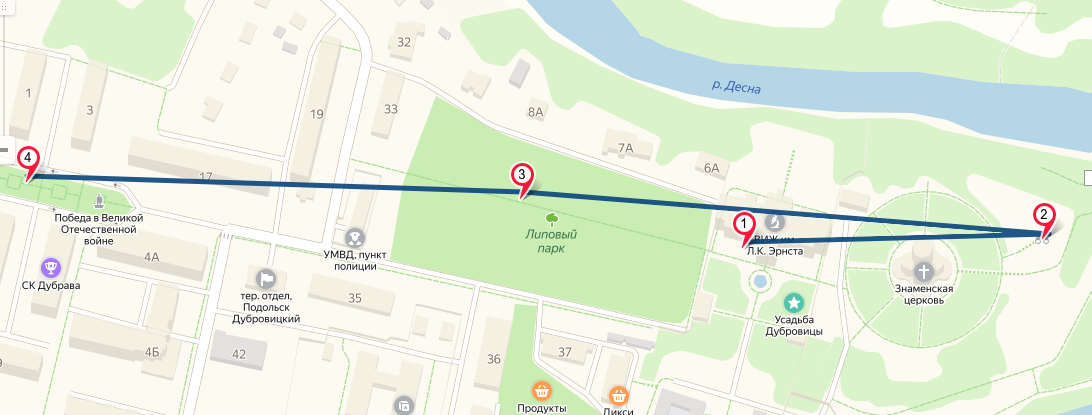 32
р. Десна
1
3
19
33
8А
7А
6А
4
17
3
2
1
ВИЖ им.
Л.К. Эрнста
Победа в Великой
Отечественной
войне
Липовый
парк
УМВД, пункт
полиции
4А
СК Дубрава
тер. отдел,
Подольск
Дубровицкий
35
Знаменская
церковь
Усадьба
Дубровицы
4Б
42
36
37
Продукты
Дикси